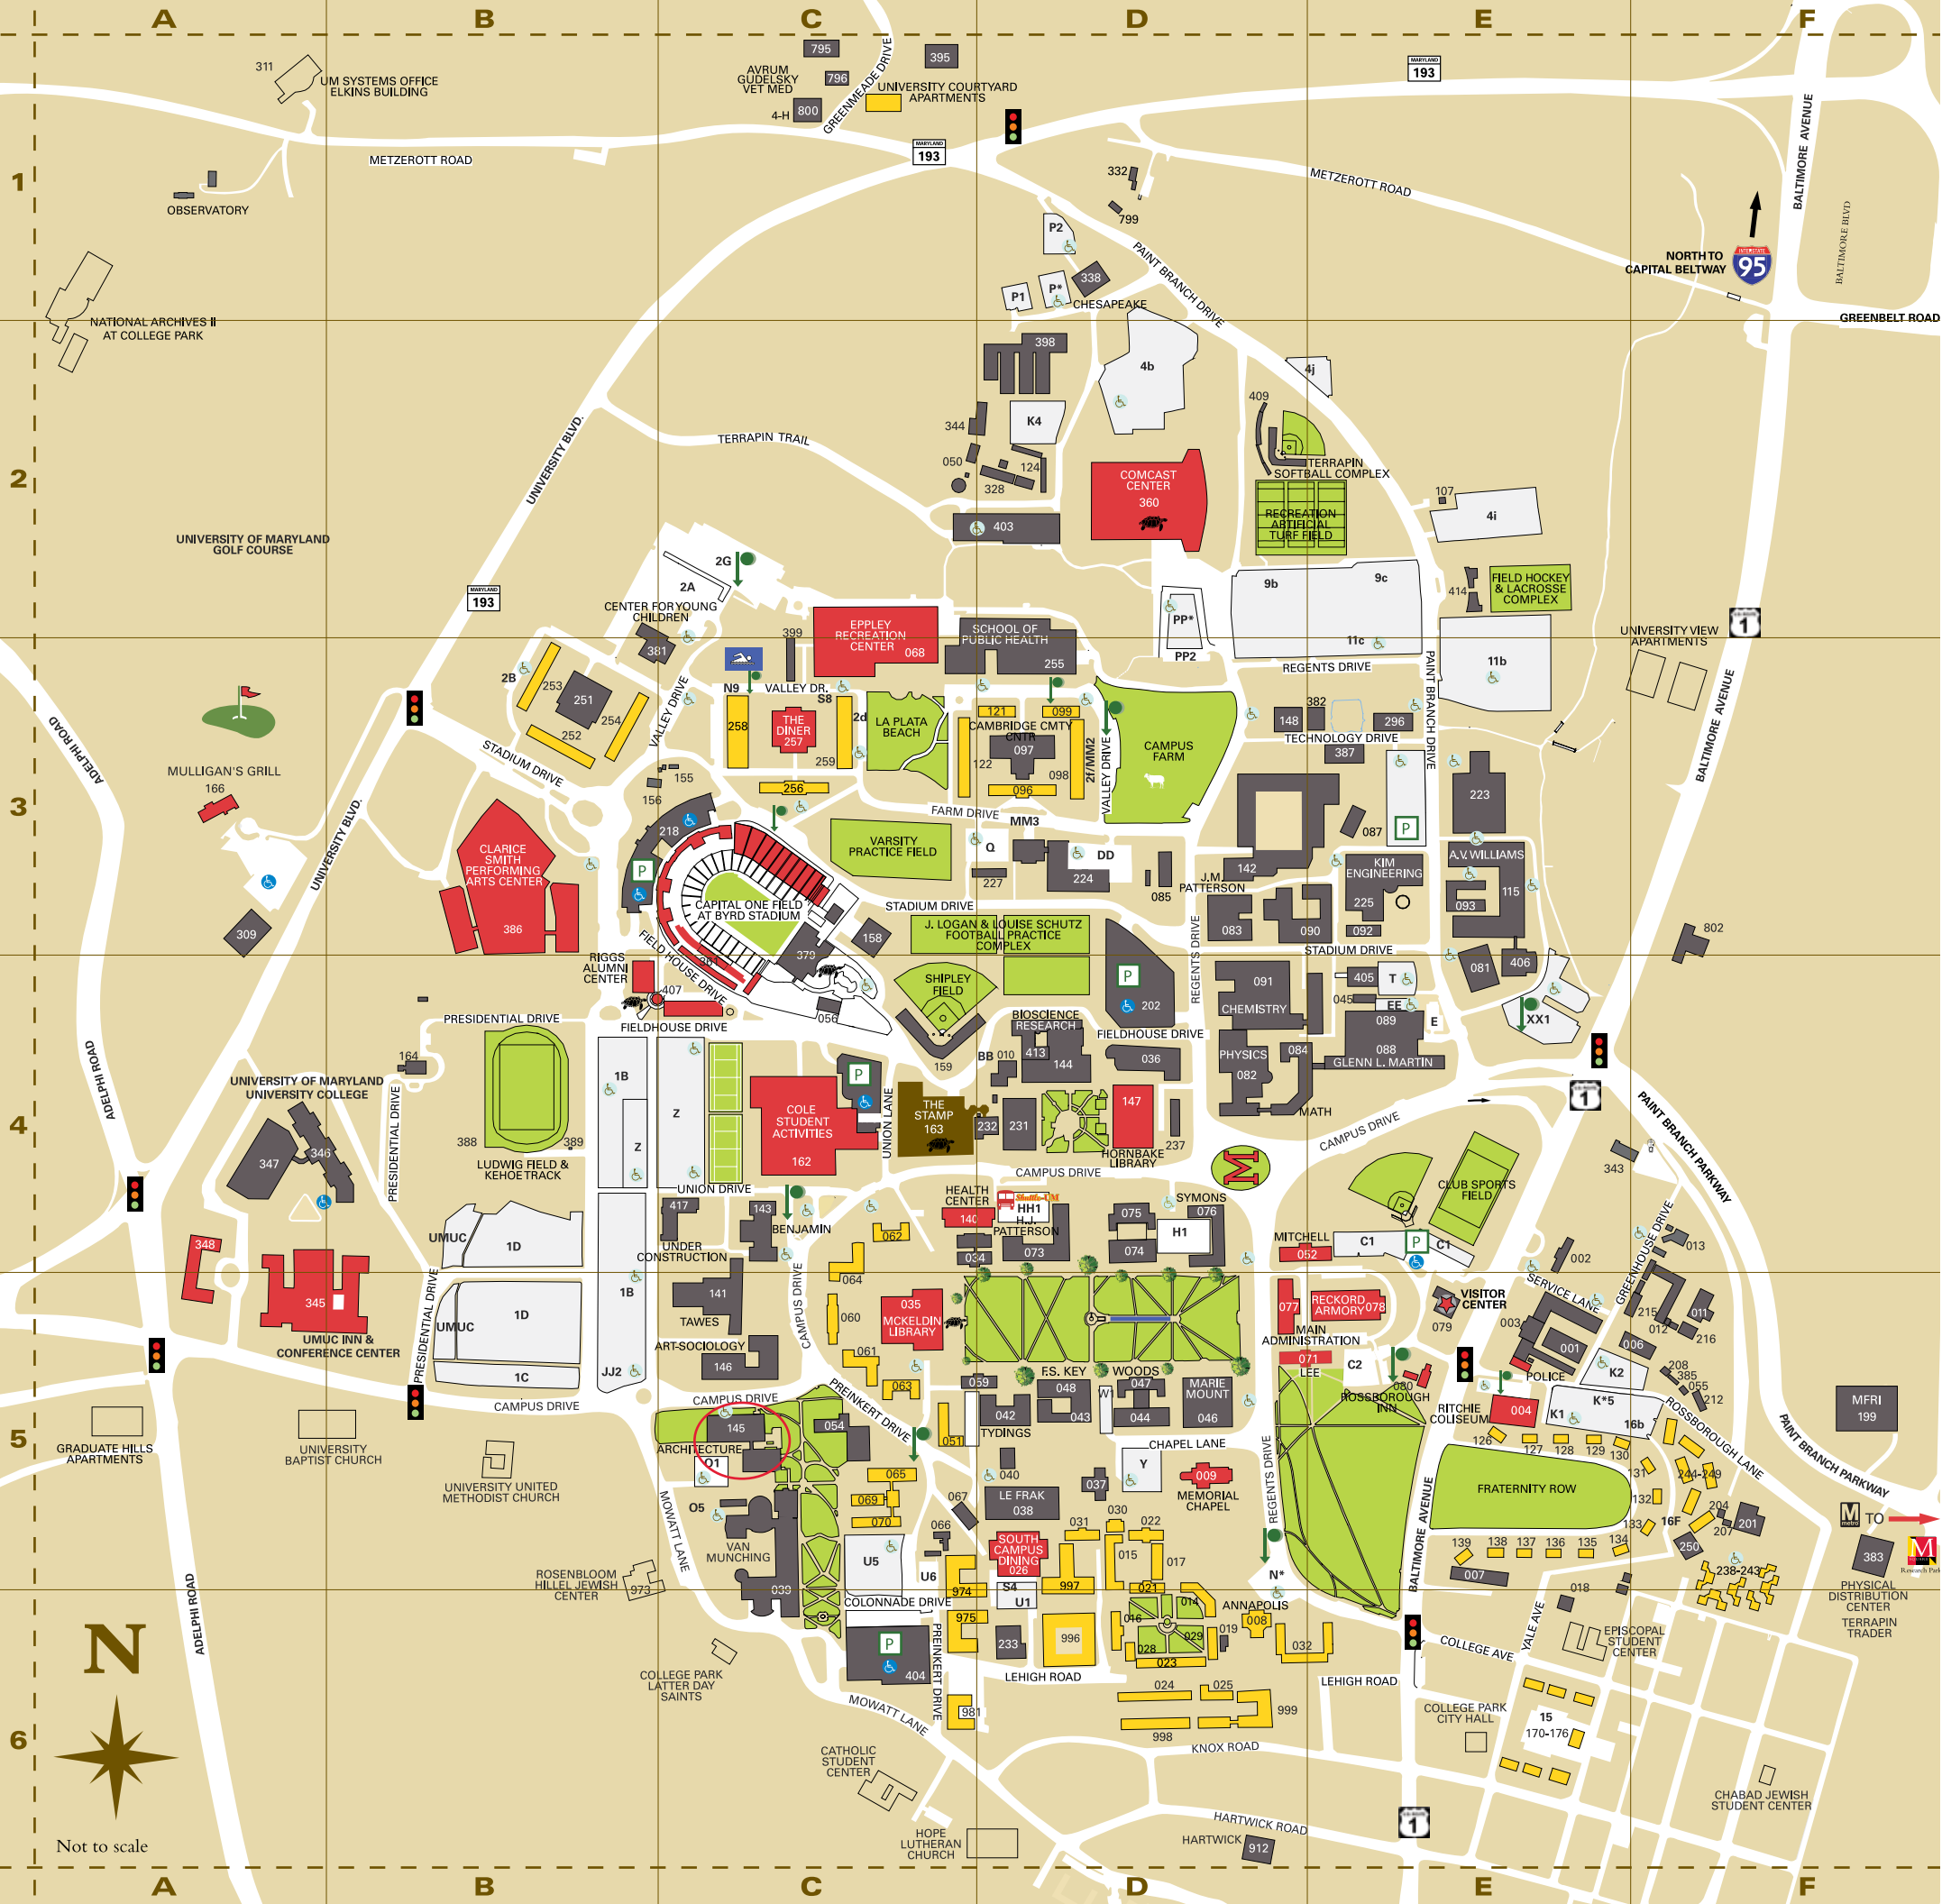 A
B
C
D
E
F
1
2
3
4
5
6
311
UM SYSTEMS OFFICE
ELKINS BUILDING
795
796
800
4-H
AVRUM
GUDELSKY
VET MED
GREENMEADE DRIVE
395
UNIVERSITY COURTYARD
APARTMENTS
MARYLAND
193
MARYLAND
193
METZEROTT ROAD
METZEROTT ROAD
OBSERVATORY
332
799
P2
P1
P*
338
CHESAPEAKE
PAINT BRANCH DRIVE
BALTIMORE AVENUE
BALTIMORE BLVD
NORTH TO
CAPITAL BELTWAY
INTERSTATE
95
GREENBELT ROAD
NATIONAL ARCHIVES II
AT COLLEGE PARK
398
4b
4j
409
344
K4
050
124
328
403
TERRAPIN TRAIL
UNIVERSITY BLVD.
COMCAST
CENTER
360
TERRAPIN
SOFTBALL COMPLEX
RECREATION
ARTIFICIAL
TURF FIELD
107
4i
UNIVERSITY OF MARYLAND
GOLF COURSE
2G
2A
MARYLAND
193
CENTER FOR YOUNG
CHILDREN
381
399
EPPLEY
RECREATION
CENTER
068
SCHOOL OF
PUBLIC HEALTH
255
PP*
PP2
9b
9c
11c
REGENTS DRIVE
414
FIELD HOCKEY
& LACROSSE
COMPLEX
11b
UNIVERSITY VIEW
APARTMENTS
1
2B
253
251
254
252
VALLEY DRIVE
N9
VALLEY DR.
S8
258
THE
DINER
257
259
2d
LA PLATA
BEACH
256
121
099
CAMBRIDGE CMTY
CNTR
097
122
098
096
2f/MM2
VALLEY DRIVE
CAMPUS
FARM
148
382
296
TECHNOLOGY DRIVE
387
PAINT BRANCH DRIVE
BALTIMORE AVENUE
ADELPHI ROAD
STADIUM DRIVE
MULLIGAN'S GRILL
166
155
156
218
FARM DRIVE
MM3
Q
227
DD
224
085
VARSITY
PRACTICE FIELD
087
223
142
J.M.
PATTERSON
KIM
ENGINEERING
225
A.V. WILLIAMS
115
093
083
090
092
UNIVERSITY BLVD.
CLARICE
SMITH
PERFORMING
ARTS CENTER
386
309
CAPITAL ONE FIELD
AT BYRD STADIUM
STADIUM DRIVE
158
379
361
J. LOGAN & LOUISE SCHUTZ
FOOTBALL PRACTICE
COMPLEX
REGENTS DRIVE
STADIUM DRIVE
081
406
802
RIGGS
ALUMNI
CENTER
407
FIELD HOUSE DRIVE
FIELDHOUSE DRIVE
056
SHIPLEY
FIELD
159
202
091
CHEMISTRY
405
T
045
EE
E
089
088
GLENN L. MARTIN
XX1
PRESIDENTIAL DRIVE
164
BIOSCIENCE
RESEARCH
FIELDHOUSE DRIVE
BB
010
413
144
036
PHYSICS
082
084
MATH
UNIVERSITY OF MARYLAND
UNIVERSITY COLLEGE
347
346
ADELPHI ROAD
PRESIDENTIAL DRIVE
388
389
LUDWIG FIELD &
KEHOE TRACK
1B
Z
Z
COLE
STUDENT
ACTIVITIES
162
UNION LANE
THE
STAMP
163
232
231
147
HORNBAKE
LIBRARY
237
CAMPUS DRIVE
CAMPUS DRIVE
1
PAINT BRANCH PARKWAY
343
M
CLUB SPORTS
FIELD
UNION DRIVE
417
143
BENJAMIN
UNDER
CONSTRUCTION
062
064
HEALTH
CENTER
140
Shuttle-UM
HH1
H.J.
PATTERSON
073
034
075
074
SYMONS
076
H1
MITCHELL
052
C1
C1
002
013
GREENHOUSE DRIVE
348
345
UMUC INN &
CONFERENCE CENTER
UMUC
1D
UMUC
1D
1C
1B
JJ2
PRESIDENTIAL DRIVE
141
TAWES
ART-SOCIOLOGY
146
CAMPUS DRIVE
060
061
063
035
MCKELDIN
LIBRARY
077
RECKORD
ARMORY
078
MAIN
ADMINISTRATION
071
LEE
C2
VISITOR
CENTER
079
SERVICE LANE
003
001
POLICE
215
012
011
216
006
K2
208
385
055
212
080
ROSSBOROUGH
INN
RITCHIE
COLISEUM
004
K1
K*5
16b
ROSSBOROUGH LANE
MFRI
199
PAINT BRANCH PARKWAY
CAMPUS DRIVE
CAMPUS DRIVE
PREINKERT DRIVE
145
ARCHITECTURE
O1
054
051
059
F.S. KEY
048
042
043
TYDINGS
W1
WOODS
047
044
MARIE
MOUNT
046
CHAPEL LANE
Y
009
MEMORIAL
CHAPEL
040
037
LE FRAK
038
067
GRADUATE HILLS
APARTMENTS
UNIVERSITY
BAPTIST CHURCH
UNIVERSITY UNITED
METHODIST CHURCH
MOWATT LANE
O5
VAN
MUNCHING
039
065
069
070
066
U5
U6
SOUTH
CAMPUS
DINING
026
031
030
022
015
017
021
997
974
975
S4
U1
REGENTS DRIVE
BALTIMORE AVENUE
126
127
128
129
130
131
132
133
134
135
136
137
138
139
FRATERNITY ROW
16F
244-249
204
207
201
250
238-243
007
018
metro
TO
M
Research Park
383
PHYSICAL
DISTRIBUTION
CENTER
TERRAPIN
TRADER
ROSENBLOOM
HILLEL JEWISH
CENTER
973
COLONNADE DRIVE
404
PREINKERT DRIVE
233
996
LEHIGH ROAD
016
014
028
029
019
023
N*
ANNAPOLIS
008
032
LEHIGH ROAD
COLLEGE AVE
YALE AVE
EPISCOPAL
STUDENT
CENTER
ADELPHI ROAD
COLLEGE PARK
LATTER DAY
SAINTS
MOWATT LANE
981
024
025
999
998
KNOX ROAD
COLLEGE PARK
CITY HALL
15
170-176
CATHOLIC
STUDENT
CENTER
HOPE
LUTHERAN
CHURCH
HARTWICK ROAD
HARTWICK
912
1
CHABAD JEWISH
STUDENT CENTER
N
Not to scale
A
B
C
D
E
F